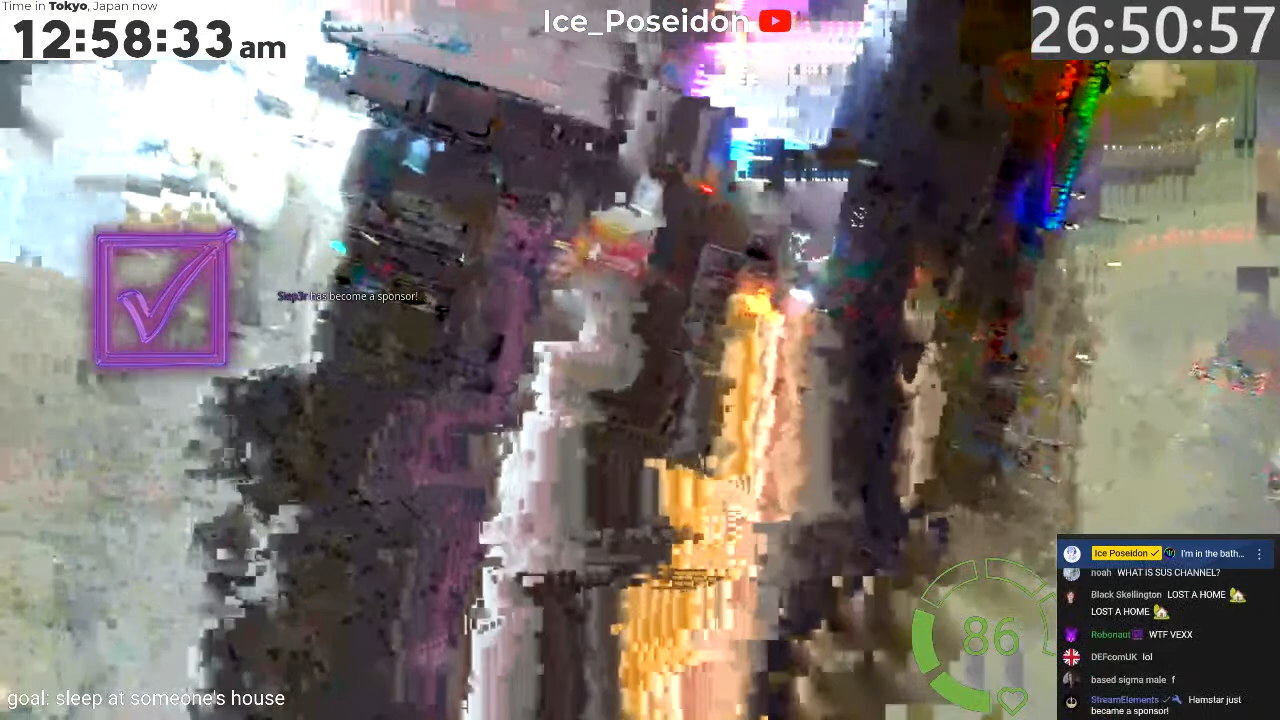 Time in Tokyo, Japan now
12:58:33 am
Ice_Poseidon
26:50:57
Slep3r has become a sponsor!
86
Ice Poseidon I'm in the bath...
noah WHAT IS SUS CHANNEL?
Black Skellington LOST A HOME
LOST A HOME
Robonaut WTF VEXX
DEFcomUK lol
based sigma male f
StreamElements Hamstar just
became a sponsor!
goal: sleep at someone's house